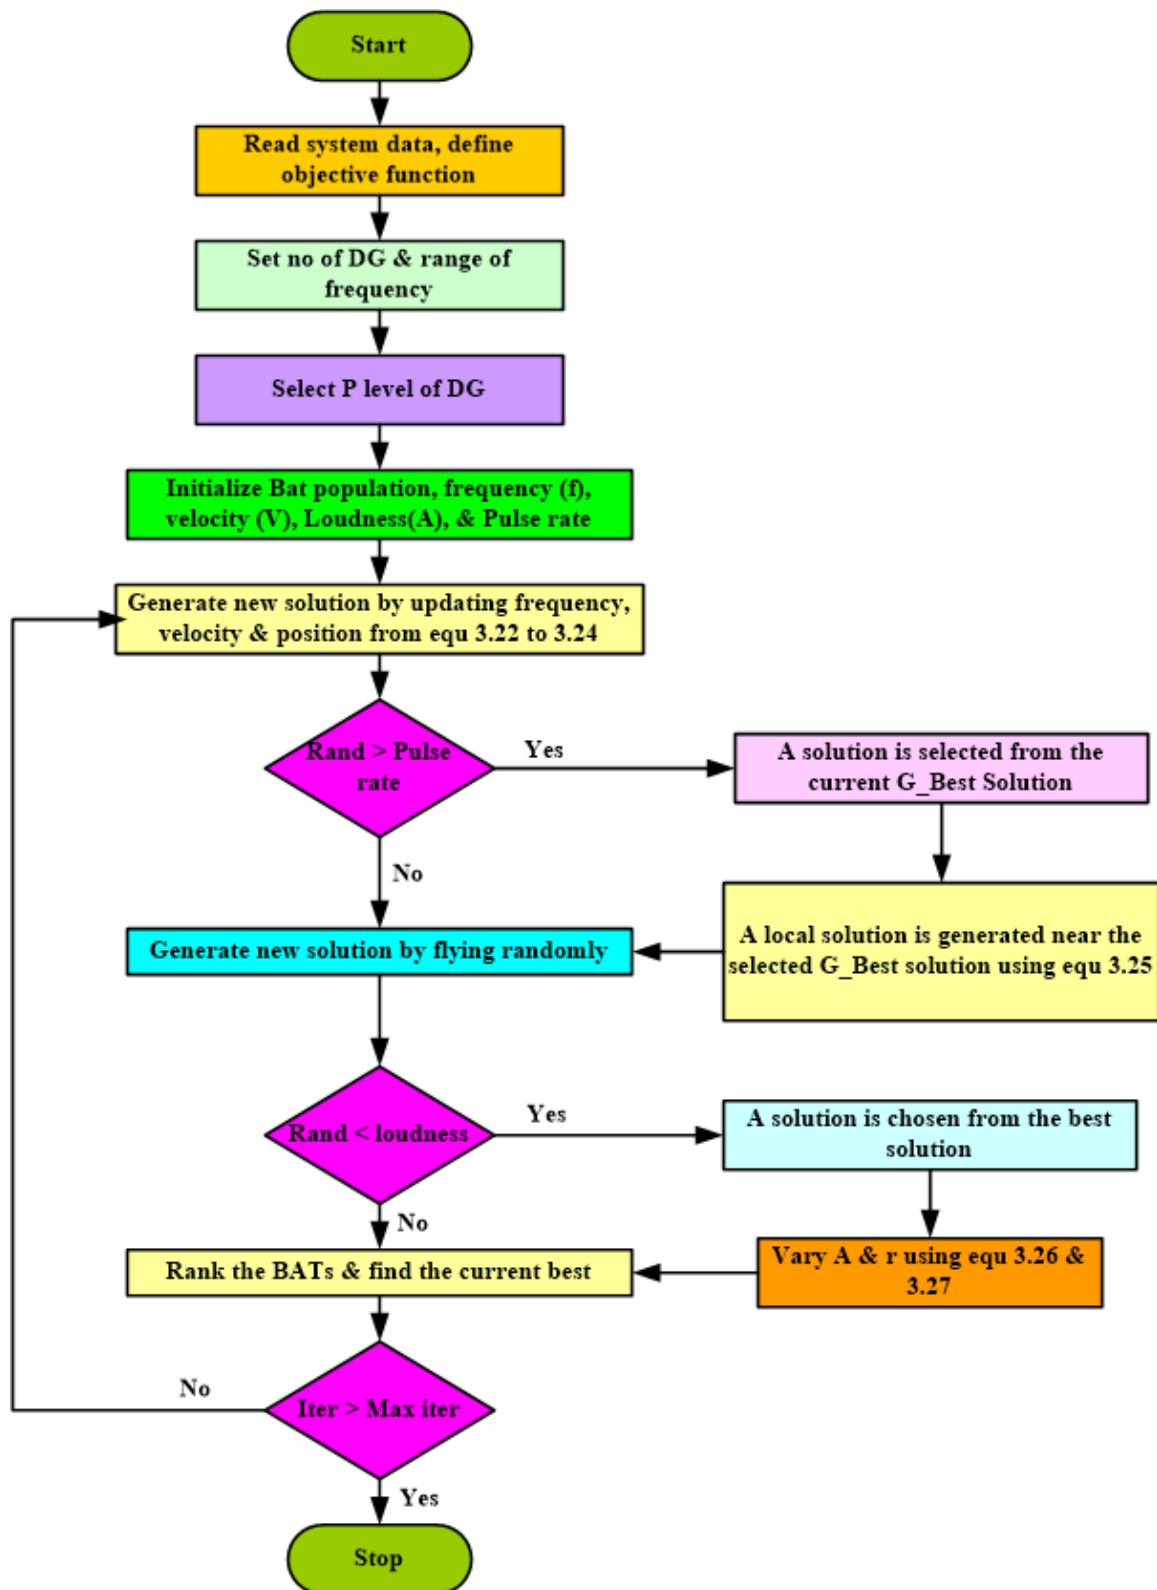 Start
Read system data, define
objective function
Set no of DG & range of
frequency
Select P level of DG
Initialize Bat population, frequency (f),
velocity (V), Loudness(A), & Pulse rate
Generate new solution by updating frequency,
velocity & position from equ 3.22 to 3.24
Rand > Pulse
rate
Yes
A solution is selected from the
current G_Best Solution
No
A local solution is generated near the
selected G_Best solution using equ 3.25
Generate new solution by flying randomly
Rand < loudness
Yes
A solution is chosen from the best
solution
No
Vary A & r using equ 3.26 &
3.27
Rank the BATs & find the current best
Iter > Max iter
No
Yes
Stop